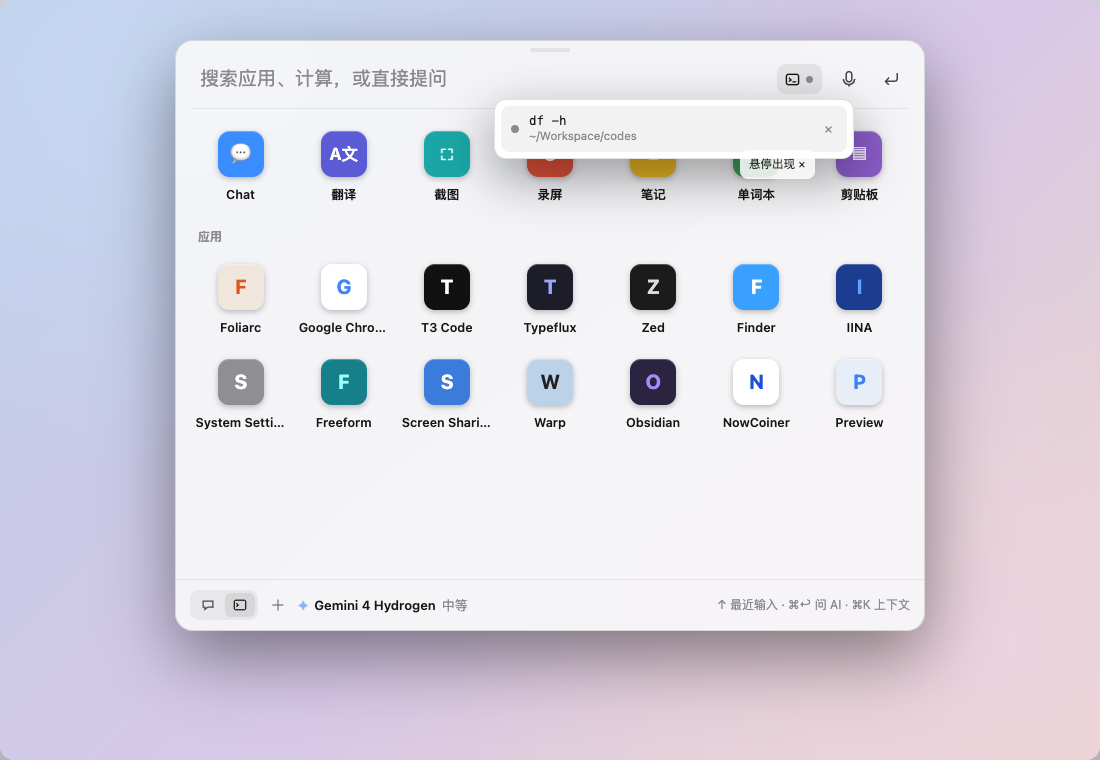 搜索应用、计算，或直接提问
df -h
~/Workspace/codes
×
悬停出现 ×
A文
Chat
翻译
截图
录屏
笔记
单词本
剪贴板
应用
F
G
T
T
Z
F
I
Foliarc
Google Chro...
T3 Code
Typeflux
Zed
Finder
IINA
S
F
S
W
O
N
P
System Setti...
Freeform
Screen Shari...
Warp
Obsidian
NowCoiner
Preview
Gemini 4 Hydrogen 中等
↑ 最近输入 · ⌘↩ 问 AI · ⌘K 上下文